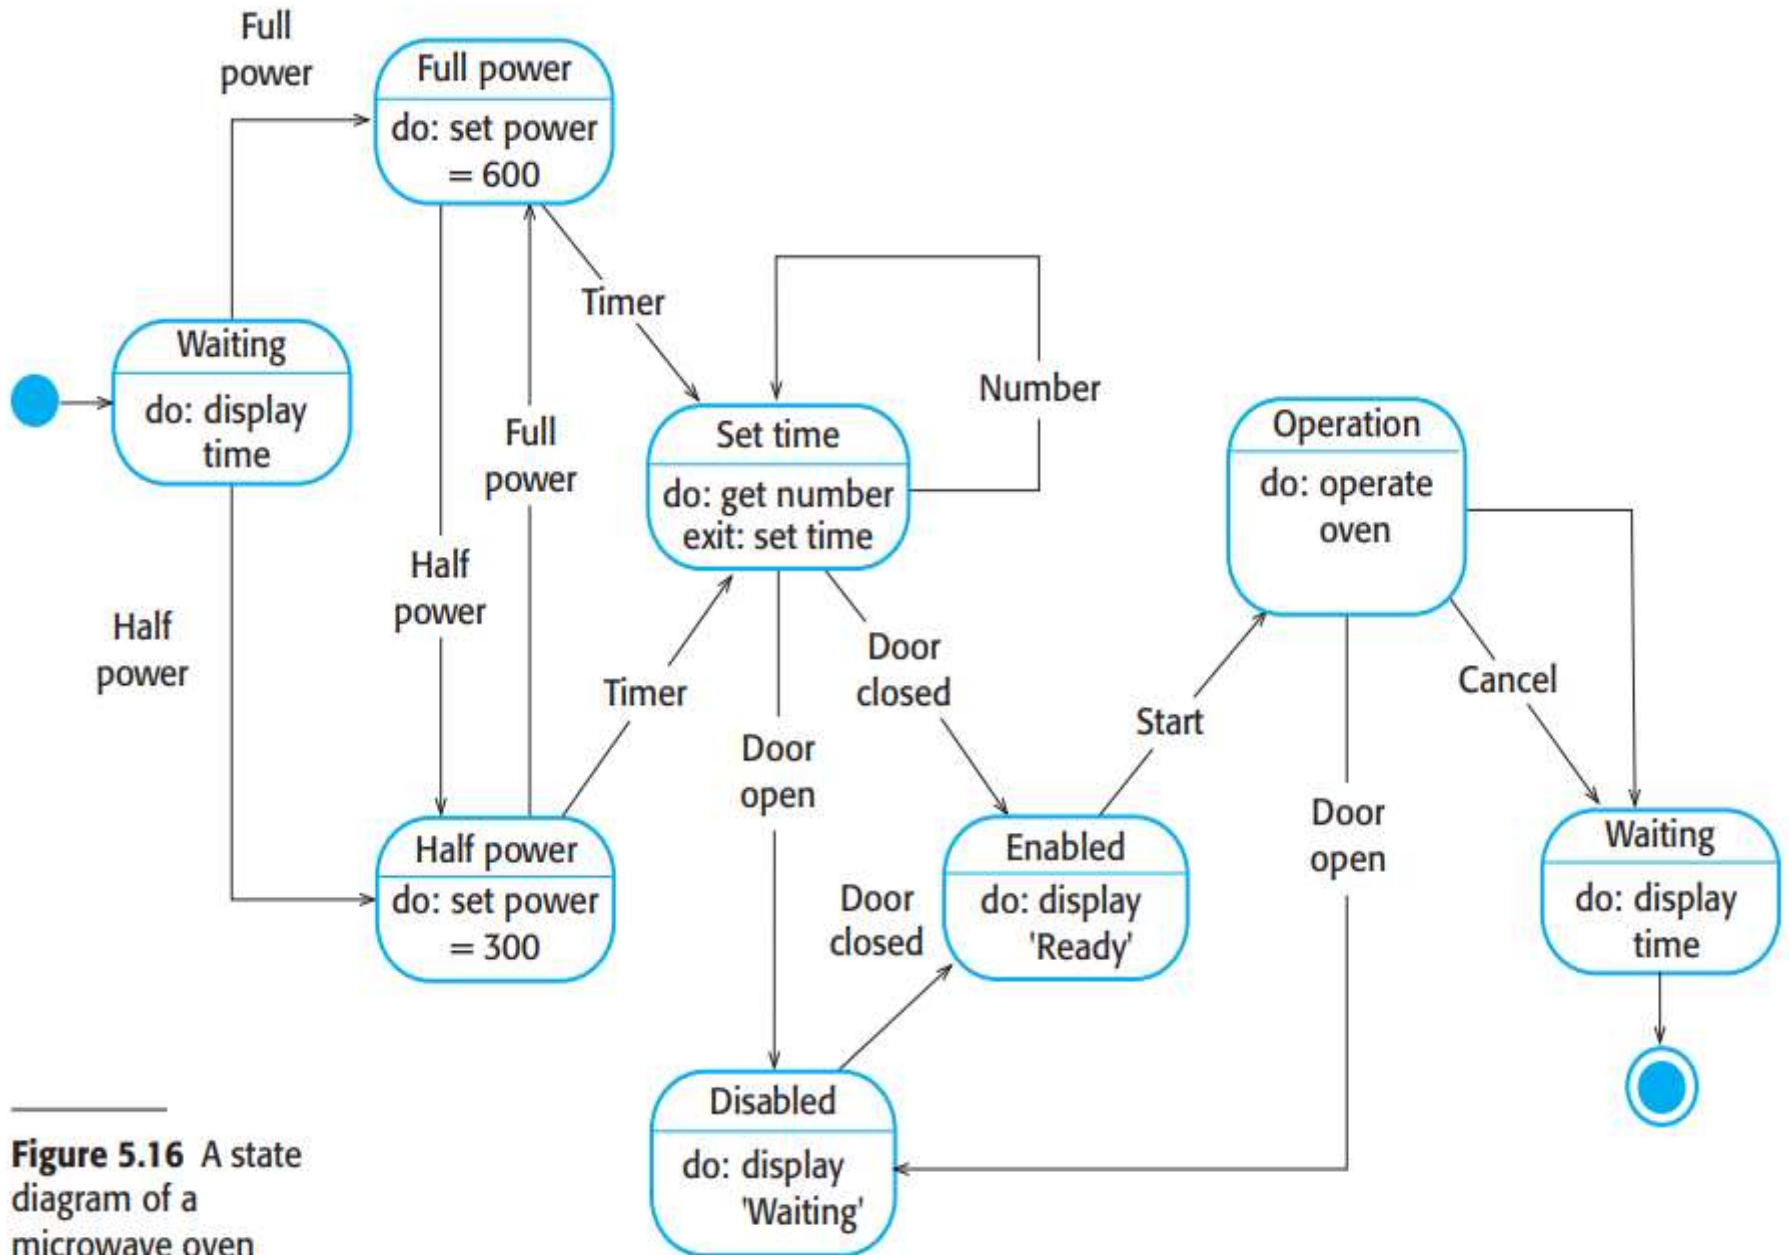 Full
power
Full power
do: set power
= 600
Timer
Number
Waiting
do: display
time
Full
power
Set time
do: get number
exit: set time
Operation
do: operate
oven
Half
power
Half
power
Timer
Door
closed
Door
open
Start
Cancel
Door
open
Half power
do: set power
= 300
Enabled
do: display
'Ready'
Waiting
do: display
time
Door
closed
Disabled
do: display
'Waiting'
Figure 5.16 A state
diagram of a
microwave oven